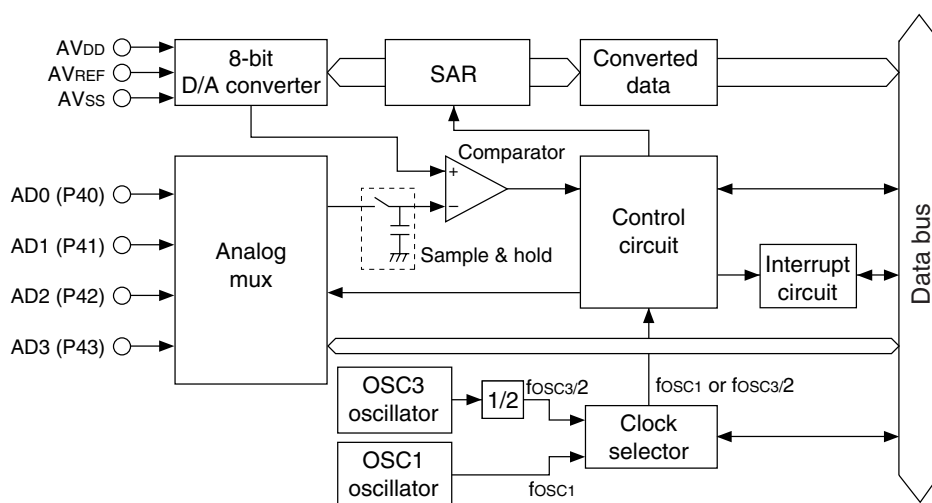 AVDD
AVREF
AVSS
8-bit
D/A converter
SAR
Converted
data
Comparator
+
−
AD0 (P40)
AD1 (P41)
AD2 (P42)
AD3 (P43)
Analog
mux
Sample & hold
Control
circuit
Interrupt
circuit
Data bus
OSC3
oscillator
1/2
fOSC3/2
fOSC1 or fOSC3/2
Clock
selector
OSC1
oscillator
fOSC1